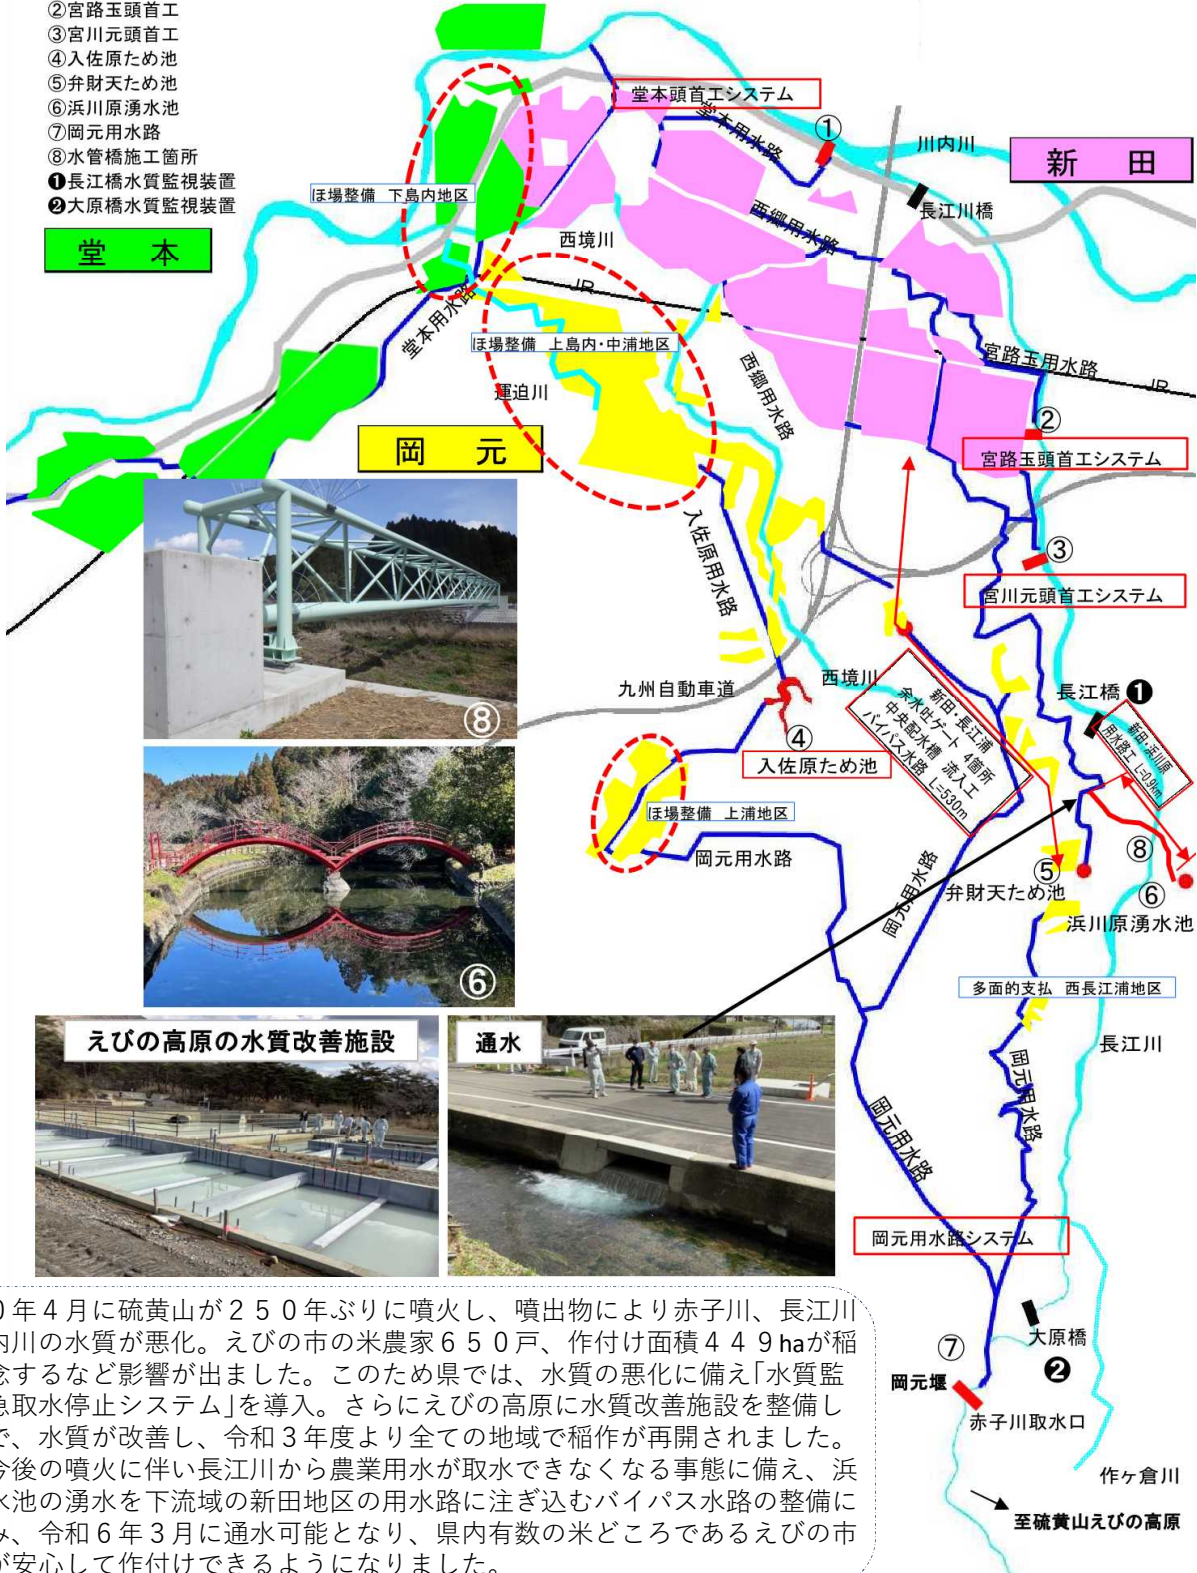 ②宮路玉頭首工
③宮川元頭首工
④入佐原ため池
⑤弁財天ため池
⑥浜川原湧水池
⑦岡元用水路
⑧水管橋施工箇所
❶長江橋水質監視装置
❷大原橋水質監視装置
堂本
堂本頭首工システム
堂本用水路
①
川内川
新田
長江川橋
ほ場整備 下島内地区
西郷用水路
西境川
JR
堂本用水路
ほ場整備 上島内・中浦地区
運迫川
西郷用水路
宮路玉用水路
JR
②
岡元
宮路玉頭首工システム
入佐原用水路
③
宮川元頭首工システム
⑧
九州自動車道
西境川
長江橋❶
④
入佐原ため池
新田・長江浦
余水吐ゲート 4箇所
中央配水槽 流入工
バイパス水路 L=530m
新田・浜川原
用水路工 L=0.9km
ほ場整備 上浦地区
岡元用水路
岡元用水路
⑤
弁財天ため池
⑧
⑥
浜川原湧水池
⑥
多面的支払 西長江浦地区
えびの高原の水質改善施設
通水
長江川
岡元用水路
岡元用水路
岡元用水路システム
大原橋
⑦
❷
岡元堰
赤子川取水口
作ヶ倉川
至硫黄山えびの高原
0年4月に硫黄山が250年ぶりに噴火し、噴出物により赤子川、長江川
内川の水質が悪化。えびの市の米農家650戸、作付け面積449haが稲
念するなど影響が出ました。このため県では、水質の悪化に備え｢水質監
急取水停止システム｣を導入。さらにえびの高原に水質改善施設を整備し
で、水質が改善し、令和3年度より全ての地域で稲作が再開されました。
今後の噴火に伴い長江川から農業用水が取水できなくなる事態に備え、浜
水池の湧水を下流域の新田地区の用水路に注ぎ込むバイパス水路の整備に
み、令和6年3月に通水可能となり、県内有数の米どころであるえびの市
が安心して作付けできるようになりました。